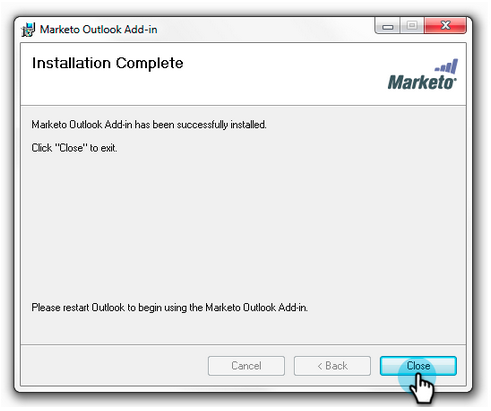 Marketo Outlook Add-in
Installation Complete
Marketo
Marketo Outlook Add-in has been successfully installed.
Click "Close" to exit.
Please restart Outlook to begin using the Marketo Outlook Add-in.
Cancel
< Back
Close